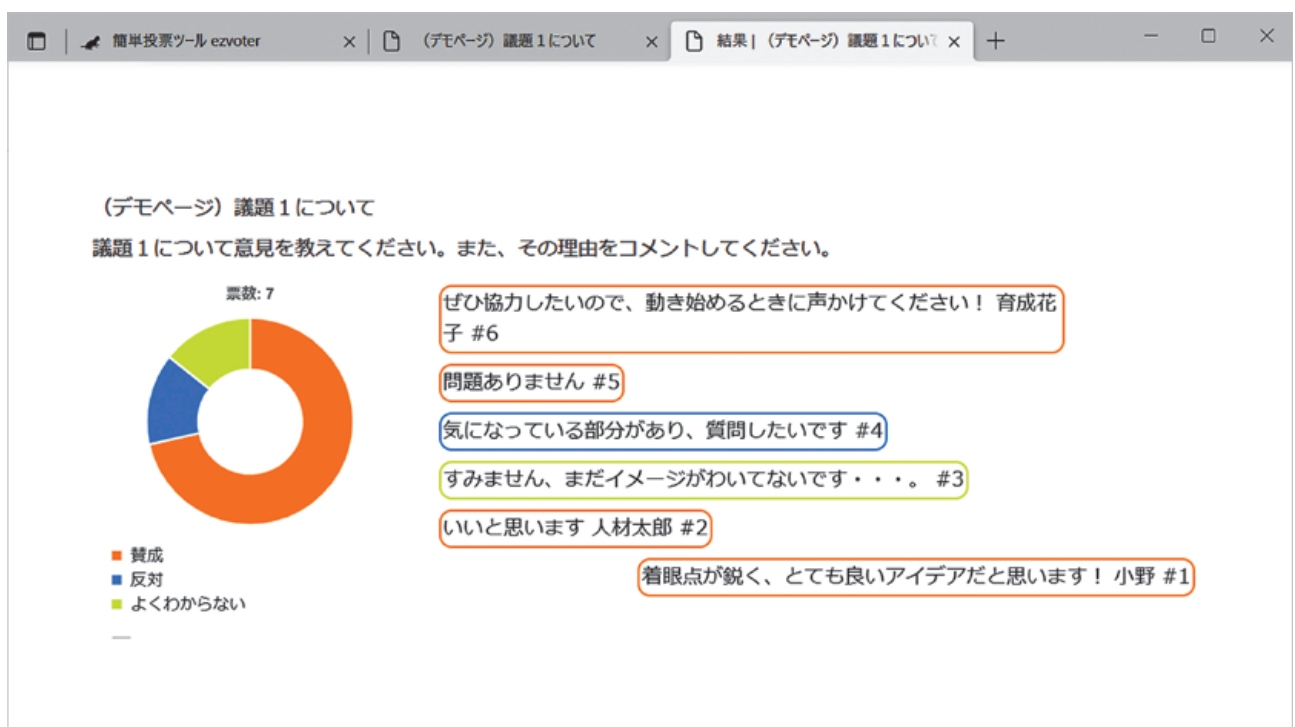 簡単投票ツール ezvoter
（デモページ）議題１について
結果 | （デモページ）議題１について
（デモページ）議題１について
議題１について意見を教えてください。また、その理由をコメントしてください。
票数: 7
ぜひ協力したいので、動き始めるときに声かけてください！ 育成花
子 #6
問題ありません #5
気になっている部分があり、質問したいです #4
すみません、まだイメージがわいてないです・・・。 #3
いいと思います 人材太郎 #2
着眼点が鋭く、とても良いアイデアだと思います！ 小野 #1
賛成
反対
よくわからない